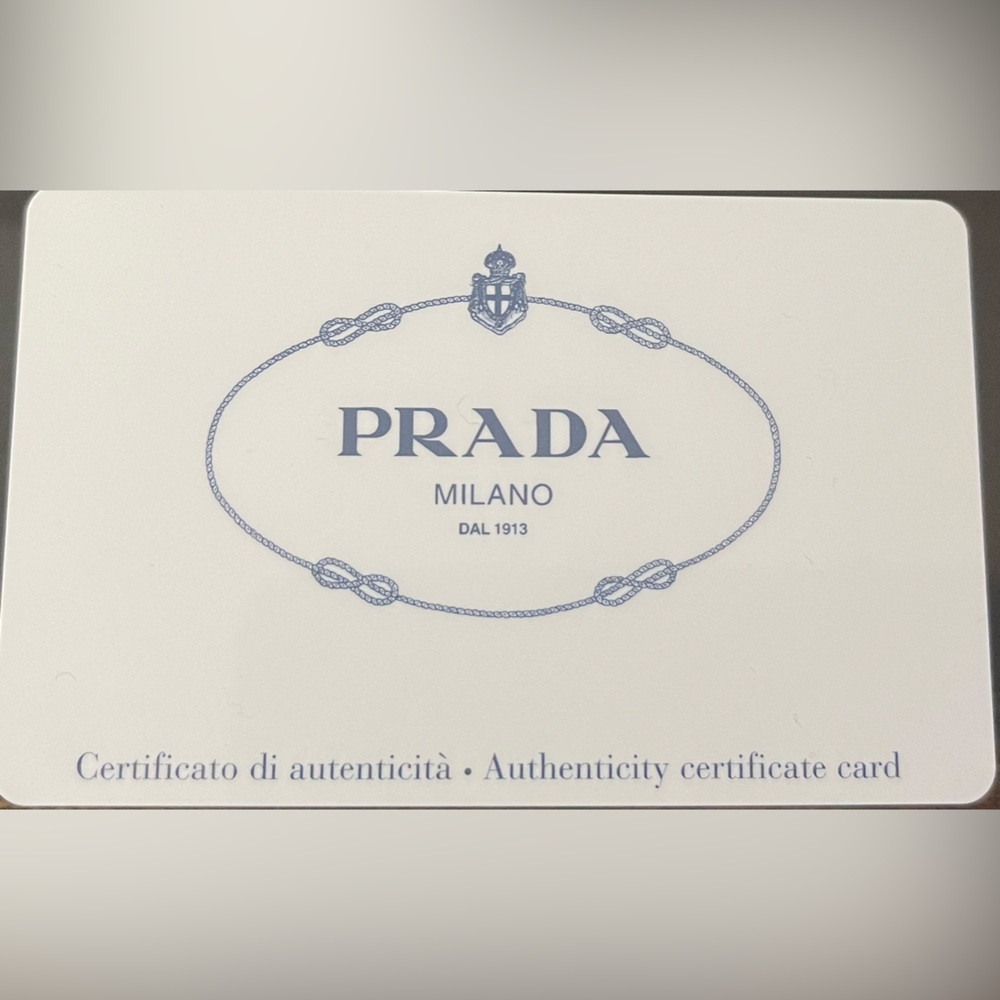 PRADA
MILANO
DAL 1913
Certificato di autenticità • Authenticity certificate card